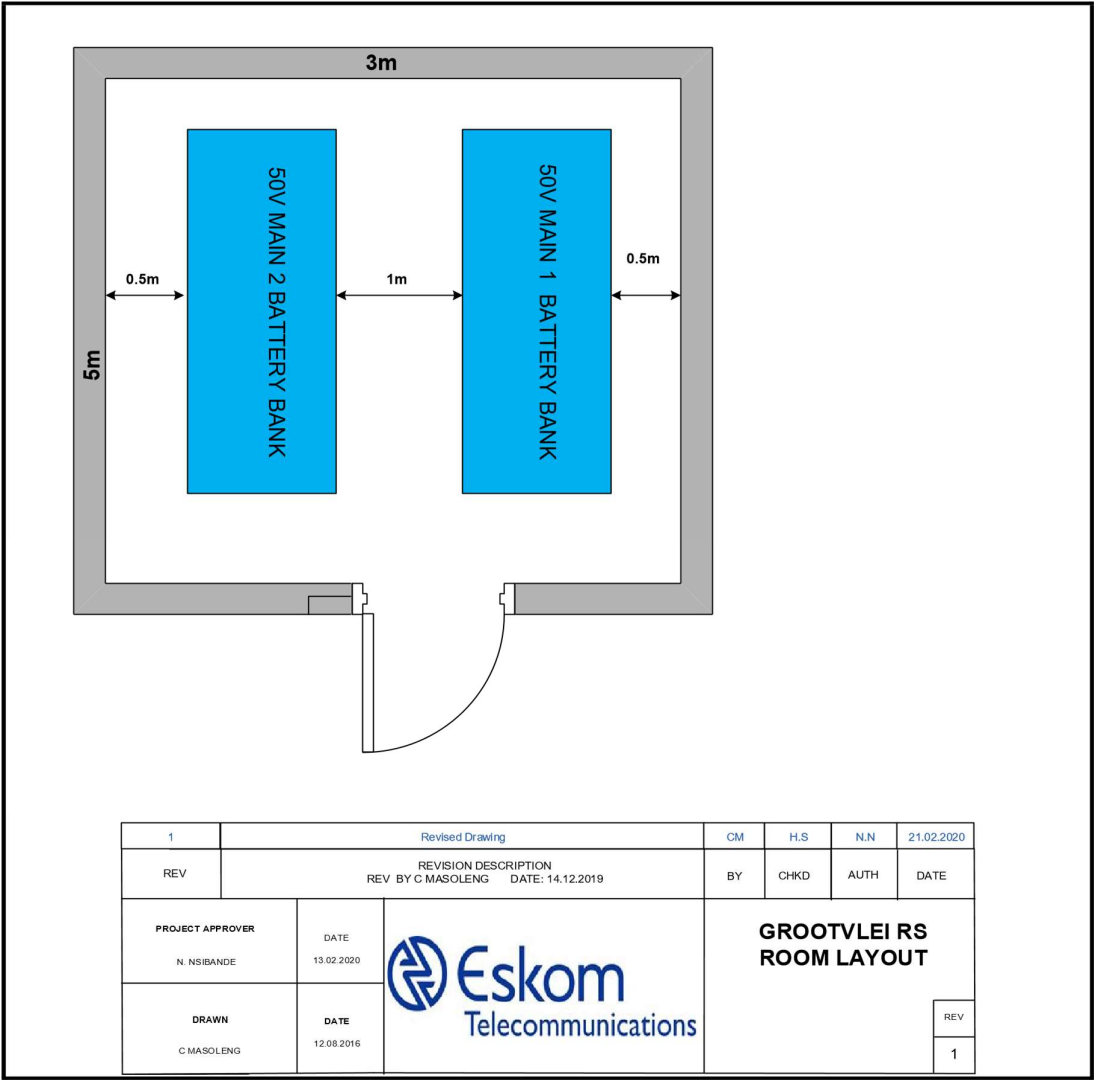 3m
50V MAIN 2 BATTERY BANK
50V MAIN 1 BATTERY BANK
0.5m
1m
0.5m
5m
1
Revised Drawing
CM
H.S
N.N
21.02.2020
REV
REVISION DESCRIPTION
REV BY C MASOLENG DATE: 14.12.2019
BY
CHKD
AUTH
DATE
PROJECT APPROVER
N. NSIBANDE
DATE
13.02.2020
DRAWN
C MASOLENG
DATE
12.08.2016
Eskom
Telecommunications
GROOTVLEI RS
ROOM LAYOUT
REV
1